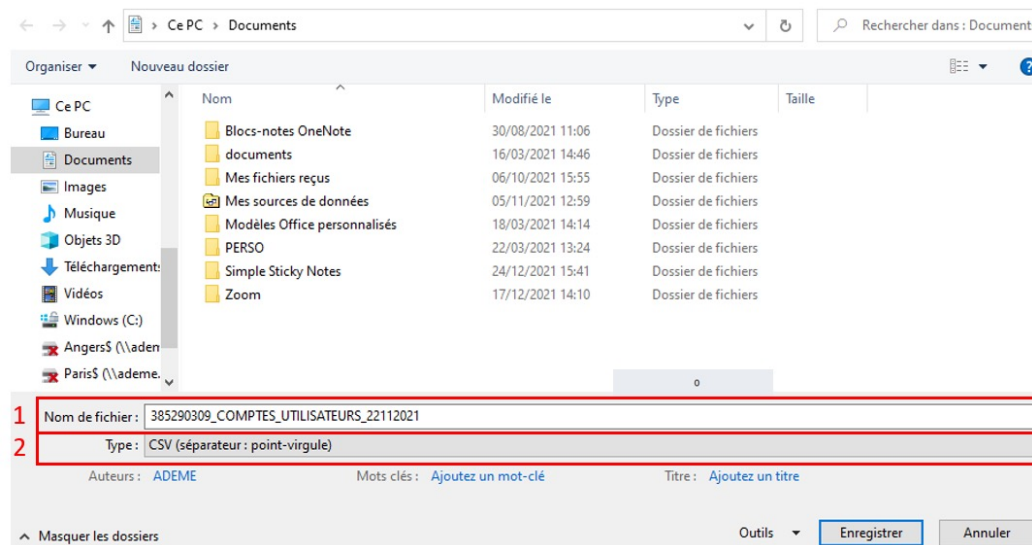 Ce PC > Documents
Rechercher dans : Document
Organiser
Nouveau dossier
Nom Modifié le Type Taille
Ce PC
Bureau
Documents
Images
Musique
Objets 3D
Téléchargements
Vidéos
Windows (C:)
Angers$ (\\adem
Paris$ (\\ademe.
Blocs-notes OneNote 30/08/2021 11:06 Dossier de fichiers
documents 16/03/2021 14:46 Dossier de fichiers
Mes fichiers reçus 06/10/2021 15:55 Dossier de fichiers
Mes sources de données 05/11/2021 12:59 Dossier de fichiers
Modèles Office personnalisés 18/03/2021 14:14 Dossier de fichiers
PERSO 22/03/2021 13:24 Dossier de fichiers
Simple Sticky Notes 24/12/2021 15:41 Dossier de fichiers
Zoom 17/12/2021 14:10 Dossier de fichiers
1 Nom de fichier : 385290309_COMPTES_UTILISATEURS_22112021
2 Type : CSV (séparateur : point-virgule)
Auteurs : ADEME Mots clés : Ajoutez un mot-clé Titre : Ajoutez un titre
Masquer les dossiers Outils Enregistrer Annuler